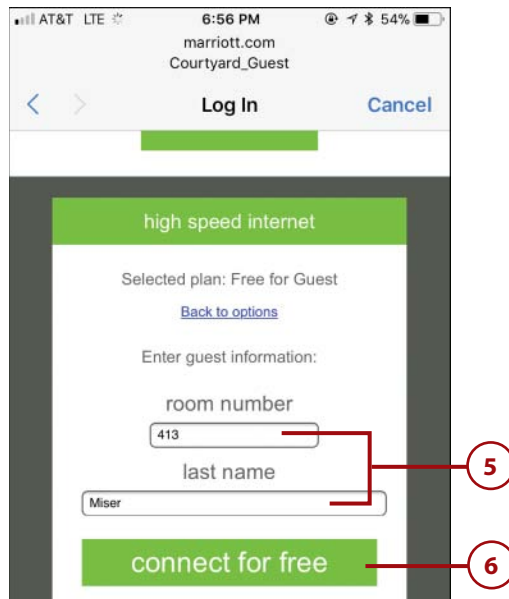 AT&T LTE 6:56 PM 54%
marriott.com
Courtyard_Guest
< > Log In Cancel
high speed internet
Selected plan: Free for Guest
Back to options
Enter guest information:
room number
413
5
last name
Miser
connect for free
6